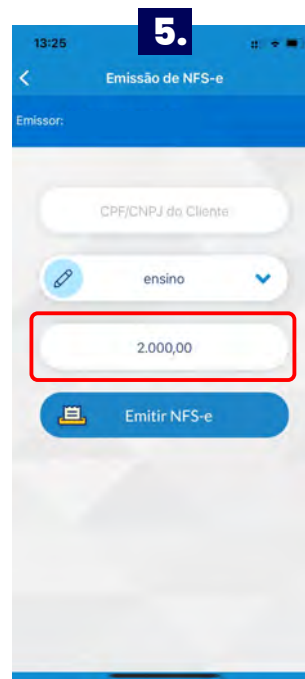 5.
13:25
Emissão de NFS-e
Emissor:
CPF/CNPJ do Cliente
ensino
2.000,00
Emitir NFS-e